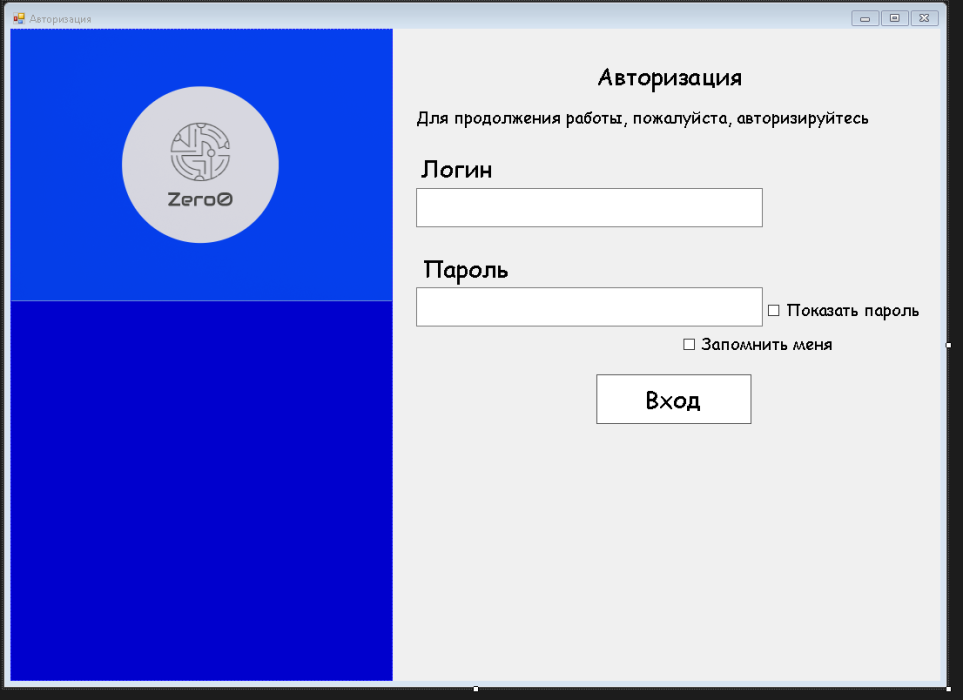 Авторизация
Zero0
Авторизация
Для продолжения работы, пожалуйста, авторизируйтесь
Логин
Пароль
Показать пароль
Запомнить меня
Вход